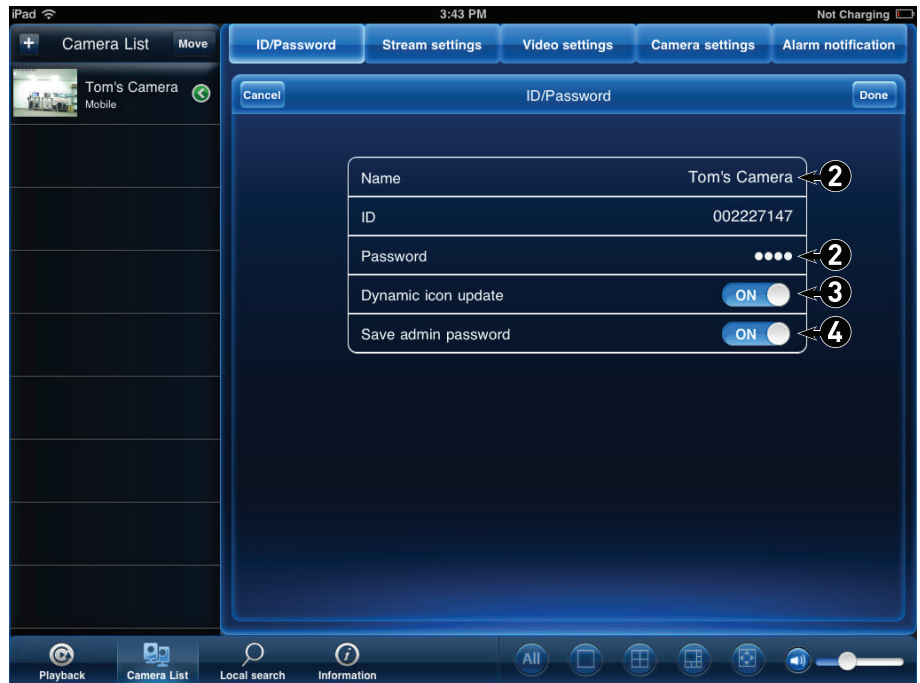 iPad 3:43 PM Not Charging
+ Camera List Move
ID/Password Stream settings Video settings Camera settings Alarm notification
Tom's Camera
Mobile
Cancel ID/Password Done
Name Tom's Camera 2
ID 002227147
Password •••• 2
Dynamic icon update ON 3
Save admin password ON 4
Playback Camera List Local search Information All